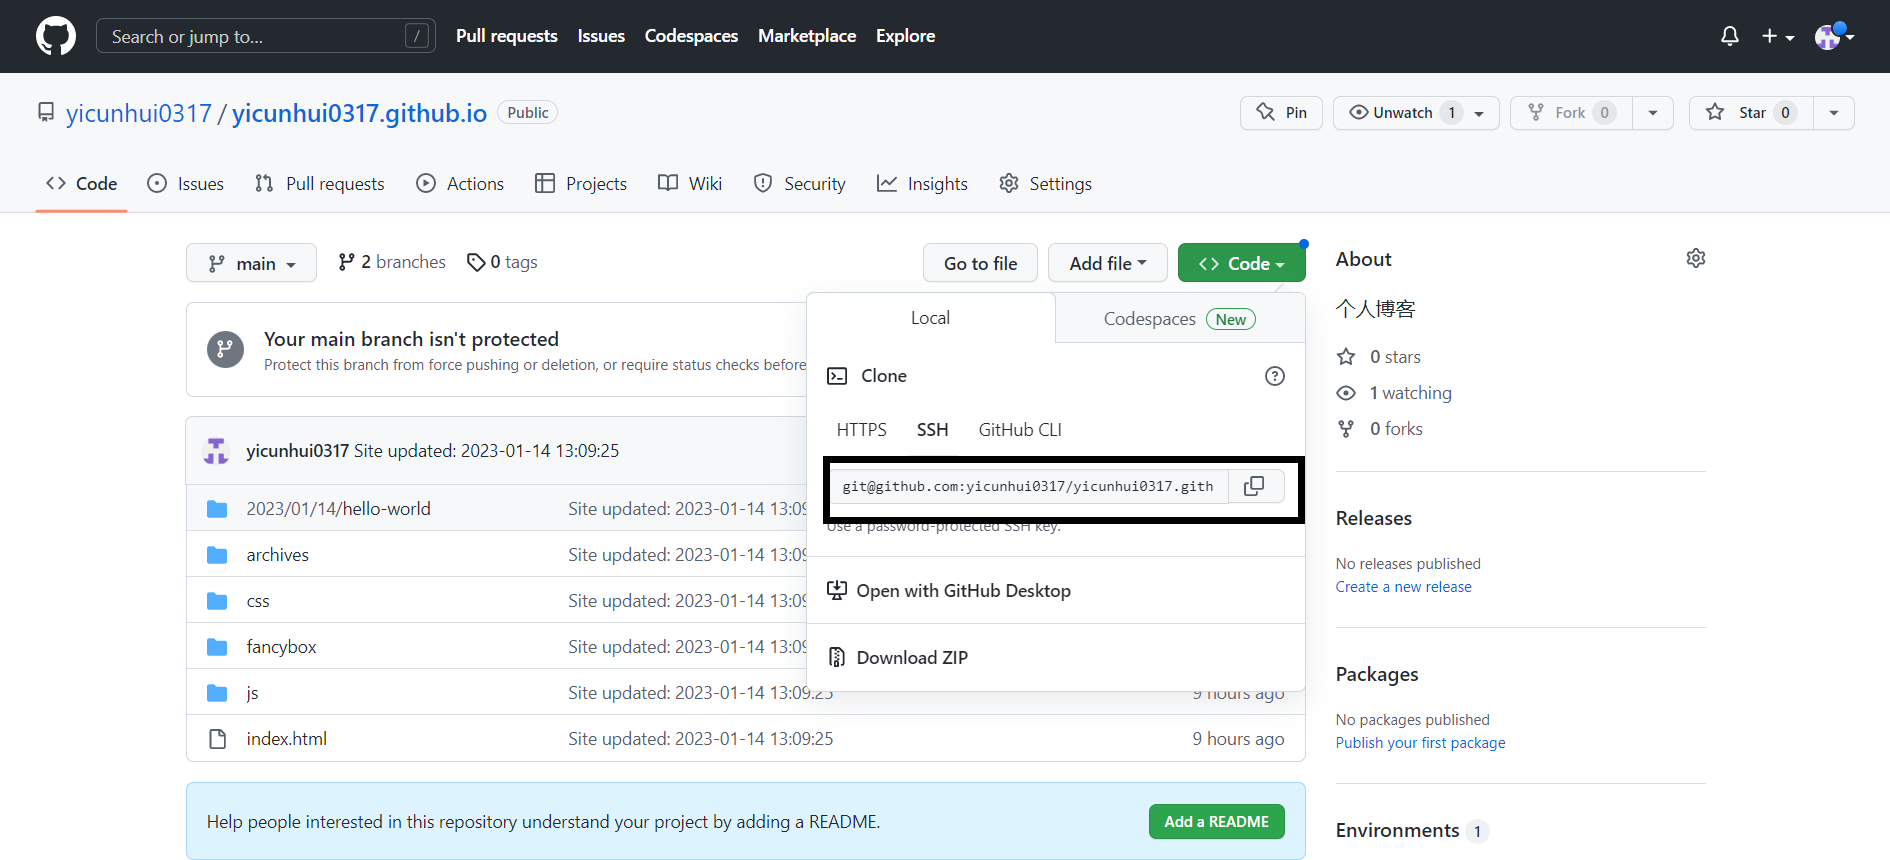 Search or jump to... /
Pull requests Issues Codespaces Marketplace Explore
yicunhui0317 / yicunhui0317.github.io Public
Pin Unwatch 1 Fork 0 Star 0
Code Issues Pull requests Actions Projects Wiki Security Insights Settings
main 2 branches 0 tags Go to file Add file Code
Your main branch isn't protected
Protect this branch from force pushing or deletion, or require status checks before
yicunhui0317 Site updated: 2023-01-14 13:09:25
2023/01/14/hello-world Site updated: 2023-01-14 13:09
archives Site updated: 2023-01-14 13:09
css Site updated: 2023-01-14 13:09
fancybox Site updated: 2023-01-14 13:09
js Site updated: 2023-01-14 13:09:25 9 hours ago
index.html Site updated: 2023-01-14 13:09:25 9 hours ago
Local Codespaces New
Clone
HTTPS SSH GitHub CLI
git@github.com:yicunhui0317/yicunhui0317.gith
Use a password-protected SSH key.
Open with GitHub Desktop
Download ZIP
Help people interested in this repository understand your project by adding a README. Add a README
About
个人博客
0 stars
1 watching
0 forks
Releases
No releases published
Create a new release
Packages
No packages published
Publish your first package
Environments 1